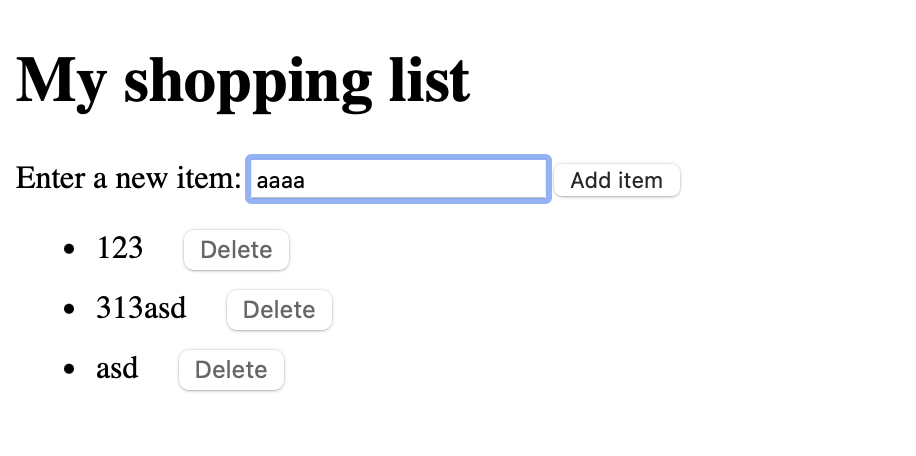 My shopping list
Enter a new item: aaaa Add item
123 Delete
313asd Delete
asd Delete